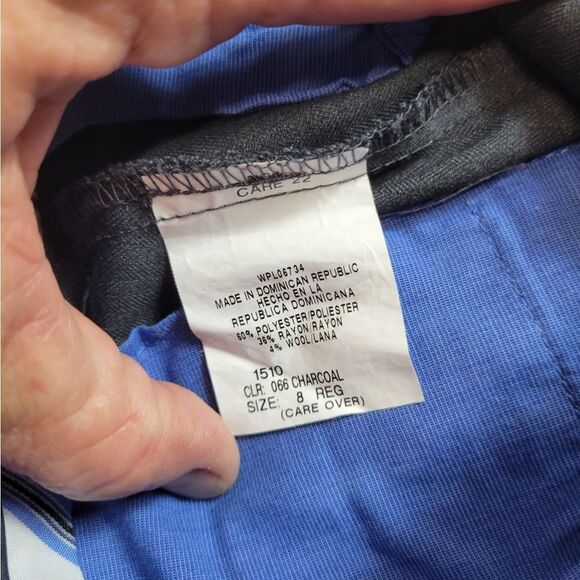 CARE 22
WPL06734
MADE IN DOMINICAN REPUBLIC
HECHO EN LA
REPUBLICA DOMINICANA
60% POLYESTER/POLIESTER
36% RAYON/RAYON
4% WOOL/LANA
1510
CLR: 066 CHARCOAL
SIZE: 8 REG
(CARE OVER)